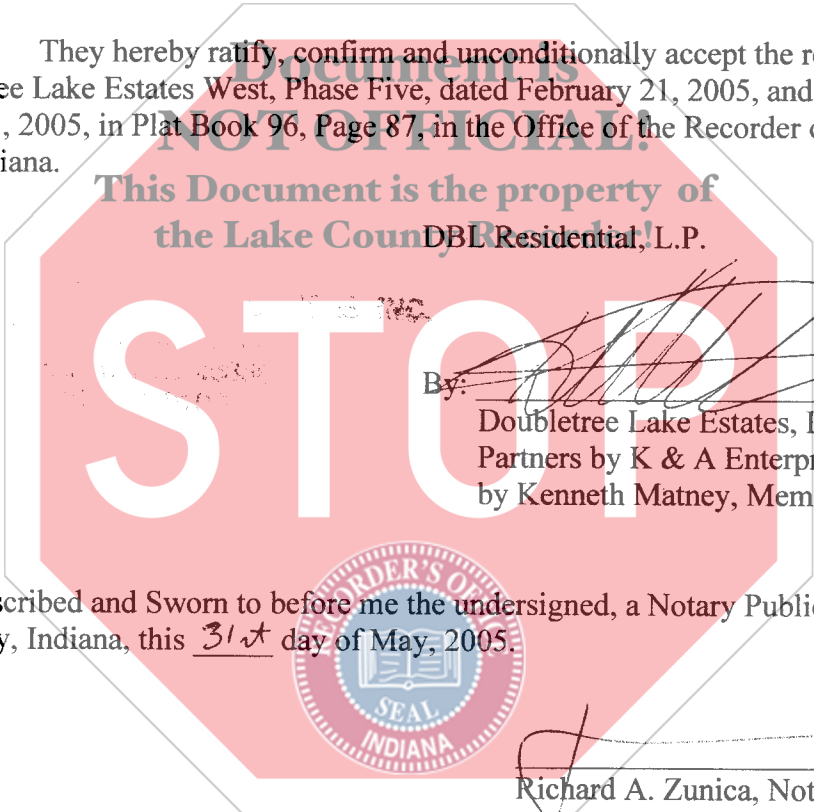 They hereby ratify, confirm and unconditionally accept the re
ee Lake Estates West, Phase Five, dated February 21, 2005, and
, 2005, in Plat Book 96, Page 87, in the Office of the Recorder o
iana.
Document is
NOT OFFICIAL!
This Document is the property of
the Lake County Recorder!
DBL Residential, L.P.
STOP
By:
Doubletree Lake Estates, 
Partners by K & A Enterpr
by Kenneth Matney, Mem
scribed and Sworn to before me the undersigned, a Notary Public
y, Indiana, this 31st day of May, 2005.
RECORDER'S OFFICE
SEAL
INDIANA
Richard A. Zunica, Not